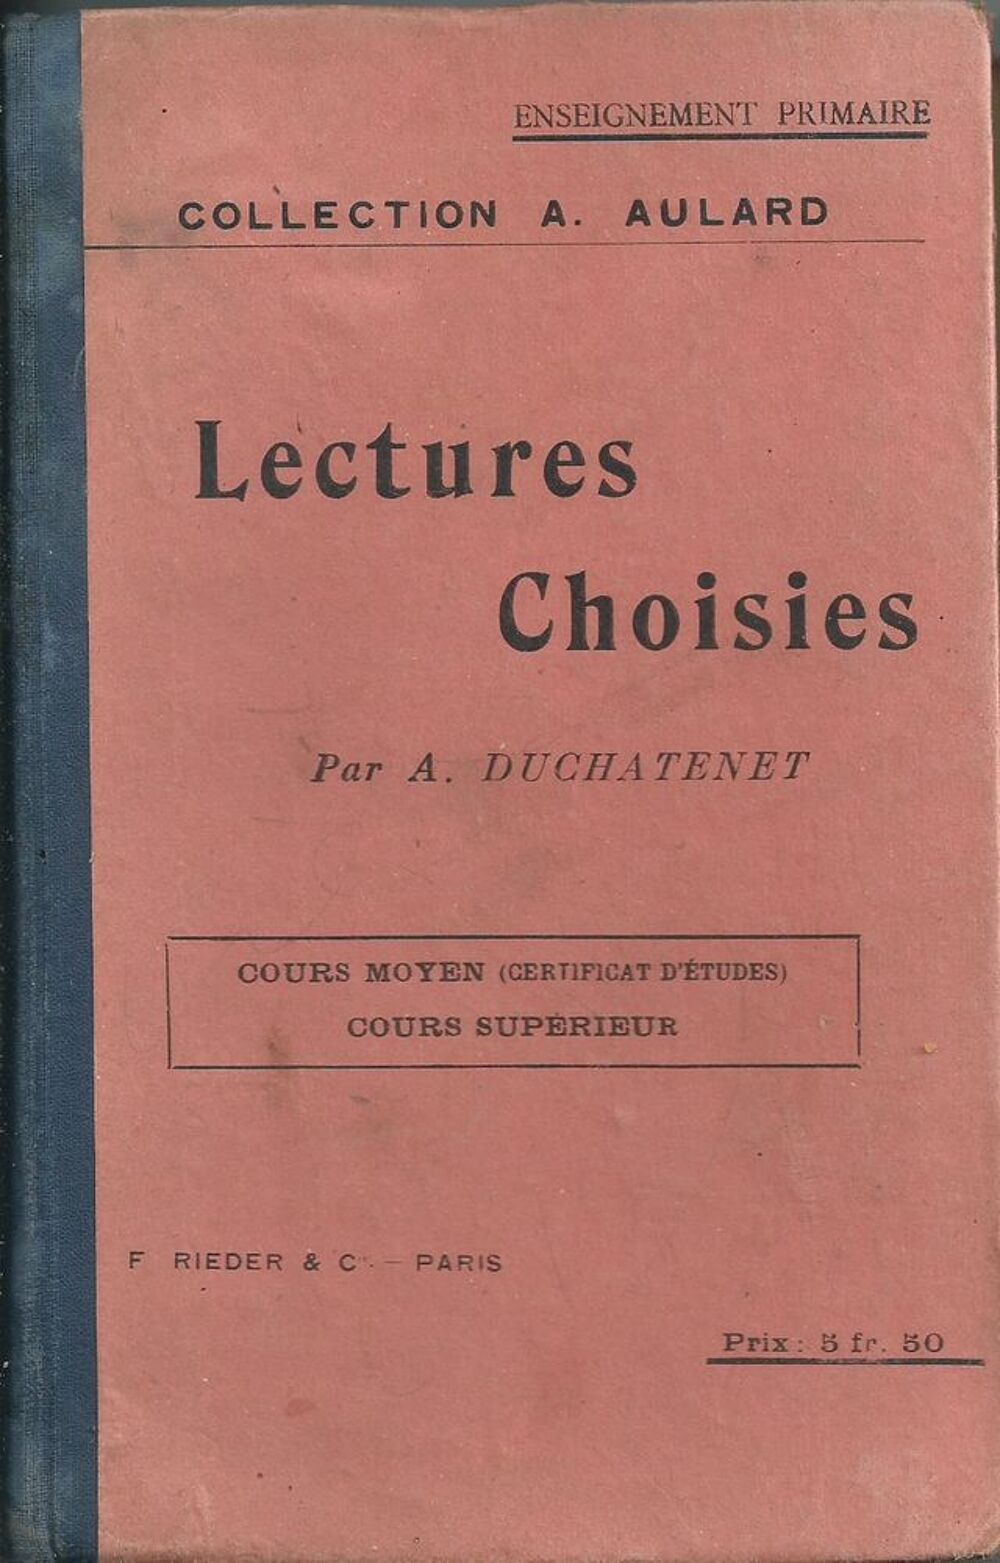 ENSEIGNEMENT PRIMAIRE
COLLECTION A. AULARD
Lectures
Choisies
Par A. DUCHATENET
COURS MOYEN (CERTIFICAT D'ÉTUDES)
COURS SUPÉRIEUR
F RIEDER & C - PARIS
Prix : 5 fr. 50